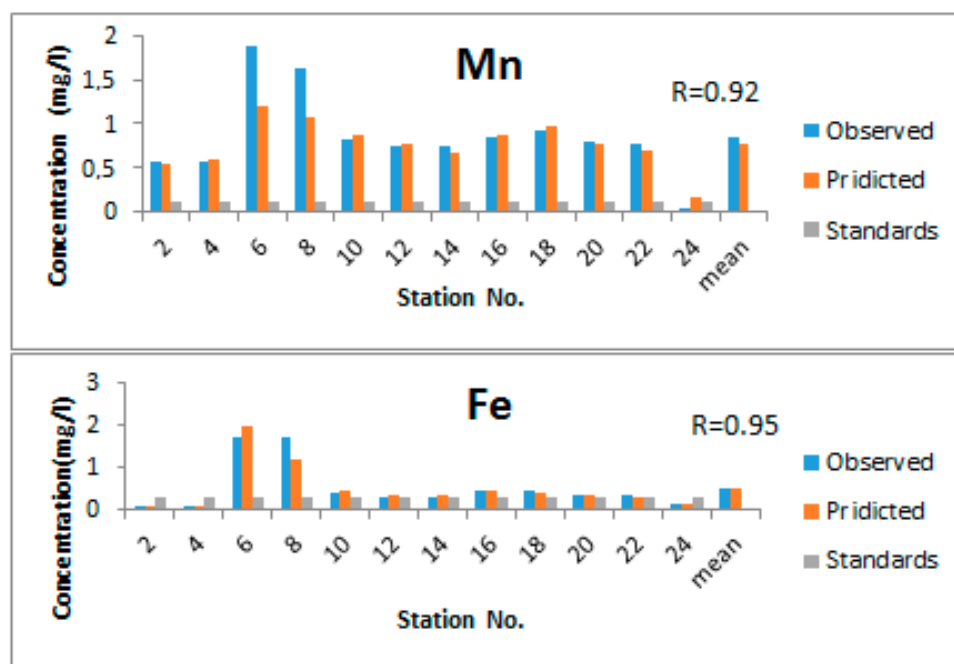 Mn
R=0.92
Concentration (mg/l)
2
1,5
1
0,5
0
2 4 6 8 10 12 14 16 18 20 22 24 mean
Station No.
Observed
Pridicted
Standards
Fe
R=0.95
Concentration(mg/l)
3
2
1
0
2 4 6 8 10 12 14 16 18 20 22 24 mean
Station No.
Observed
Pridicted
Standards